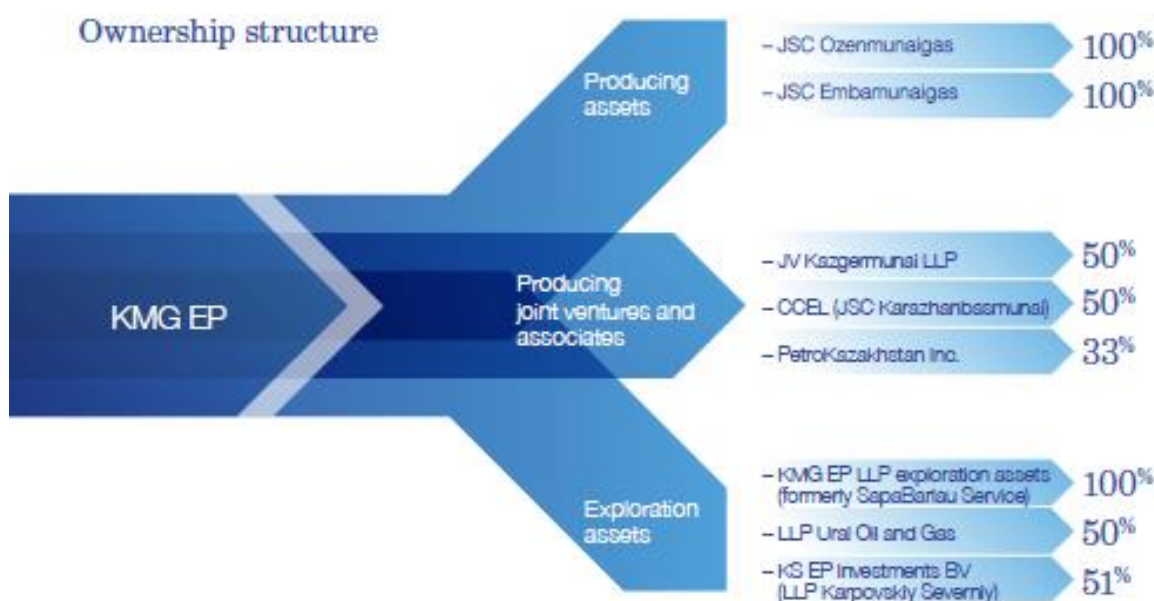 Ownership structure
KMG EP
Producing
assets
– JSC Ozenmunaigas 100%
– JSC Embamunaigas 100%
Producing
joint ventures and
associates
– JV Kazgermunai LLP 50%
– CCEL (JSC Karazhanbasmunai) 50%
– PetroKazakhstan Inc. 33%
Exploration
assets
– KMG EP LLP exploration assets
(formerly SapaBarlau Service) 100%
– LLP Ural Oil and Gas 50%
– KS EP Investments BV
(LLP Karpovskiy Severniy) 51%